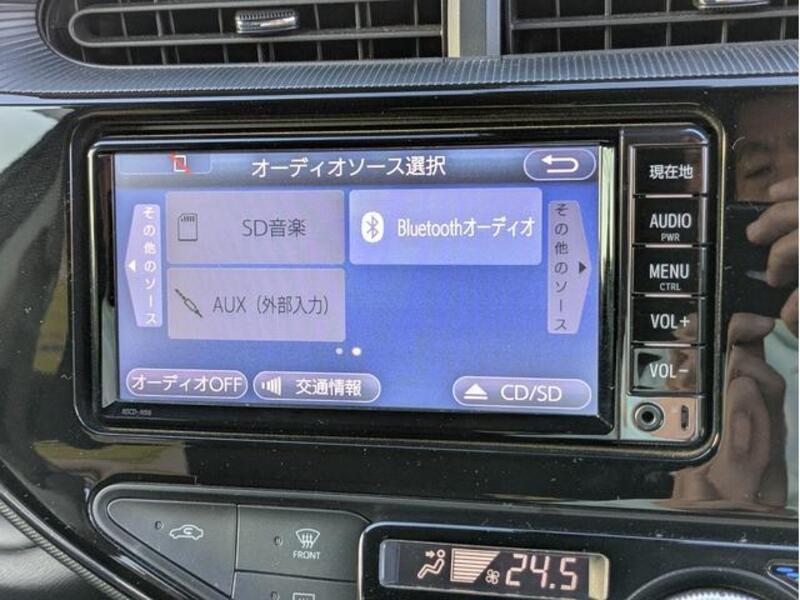 オーディオソース選択
その他のソース
SD音楽
Bluetoothオーディオ
その他のソース
AUX（外部入力）
オーディオOFF
交通情報
CD/SD
現在地
AUDIO
PWR
MENU
CTRL
VOL+
VOL-
FRONT
24.5